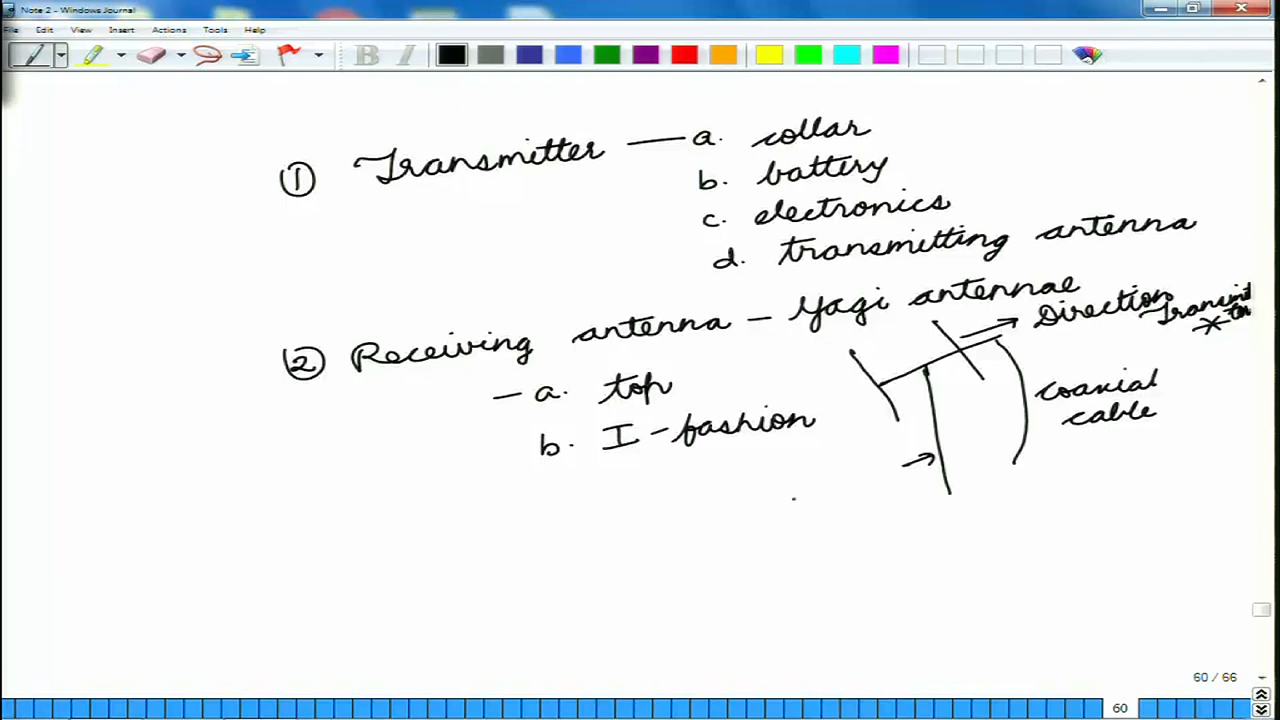 Note 2 - Windows Journal
File Edit View Insert Actions Tools Help
① Transmitter — a. collar
b. battery
c. electronics
d. transmitting antenna
② Receiving antenna - Yagi antennae
Direction
coaxial
cable
- a. top
b. I-fashion
60 / 66
60